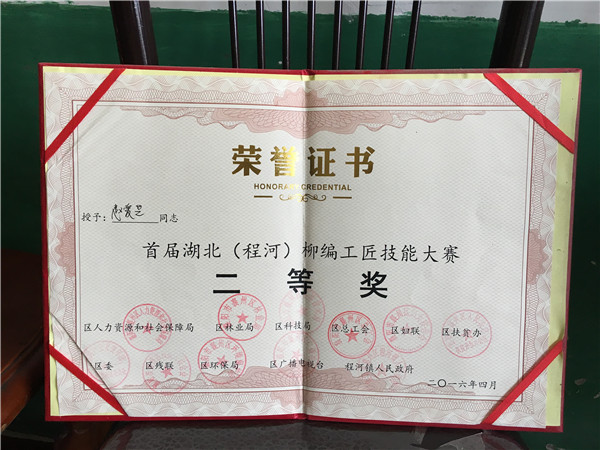 荣誉证书
HONORARY CREDENTIAL
授予： 同志
首届湖北（程河）柳编工匠技能大赛
二等奖
区人力资源和社会保障局 区林业局 区科技局 区总工会 区妇联 区扶贫办
区委 区残联 区环保局 区广播电视台 程河镇人民政府
二〇一六年四月